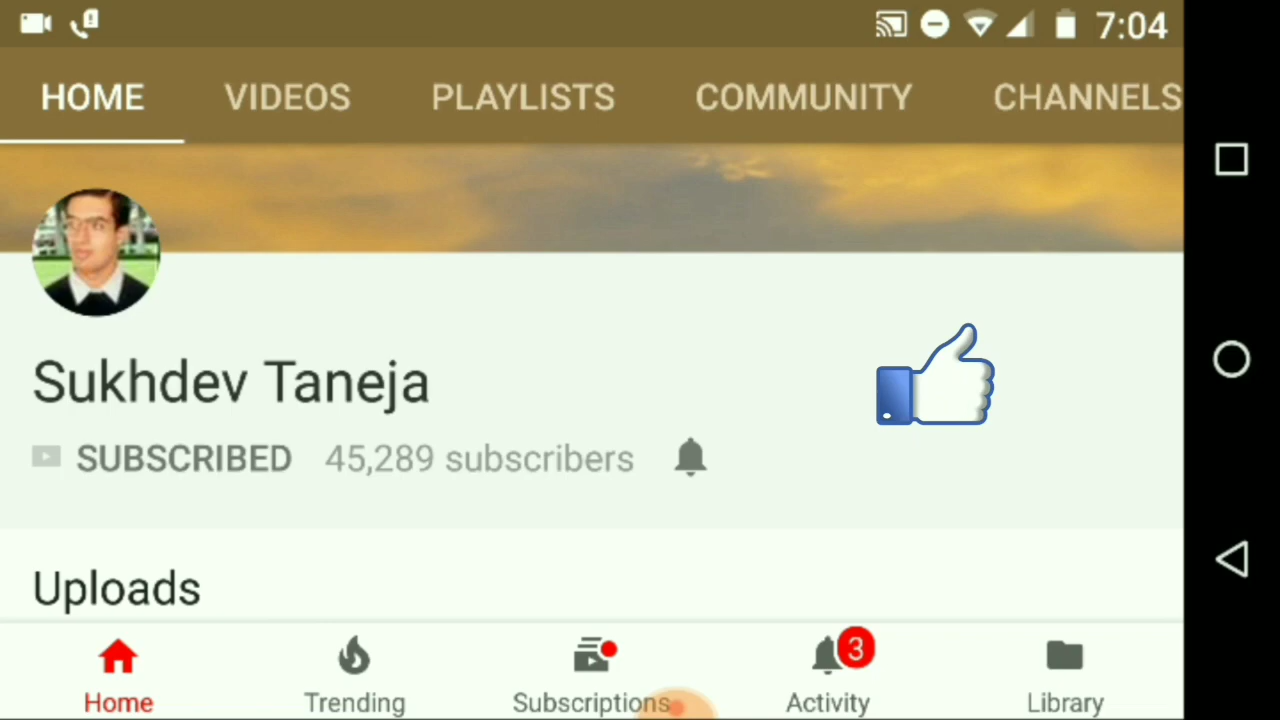 7:04
HOME VIDEOS PLAYLISTS COMMUNITY CHANNELS
Sukhdev Taneja
SUBSCRIBED 45,289 subscribers
Uploads
3
Home Trending Subscriptions Activity Library